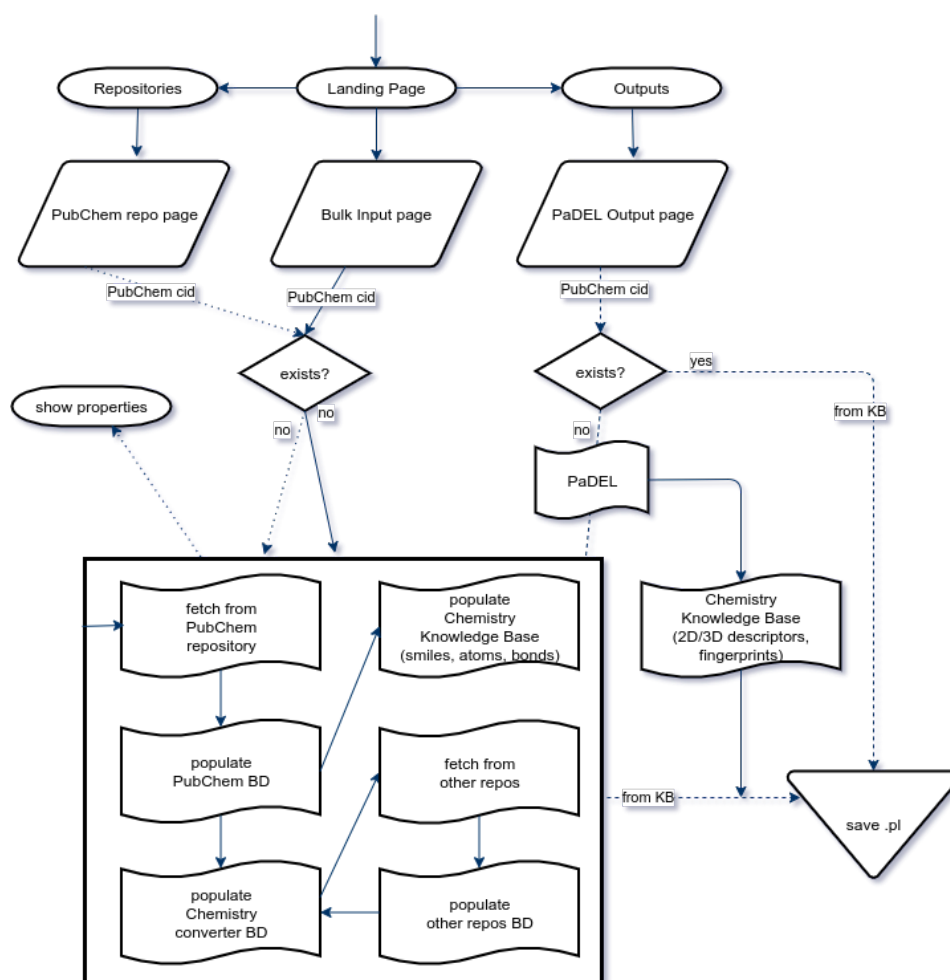 Repositories
Landing Page
Outputs
PubChem repo page
Bulk Input page
PaDEL Output page
PubChem cid
PubChem cid
PubChem cid
exists?
exists?
yes
show properties
no
no
no
from KB
PaDEL
fetch from
PubChem
repository
populate
Chemistry
Knowledge Base
(smiles, atoms, bonds)
Chemistry
Knowledge Base
(2D/3D descriptors,
fingerprints)
populate
PubChem BD
fetch from
other repos
from KB
save .pl
populate
Chemistry
converter BD
populate
other repos BD